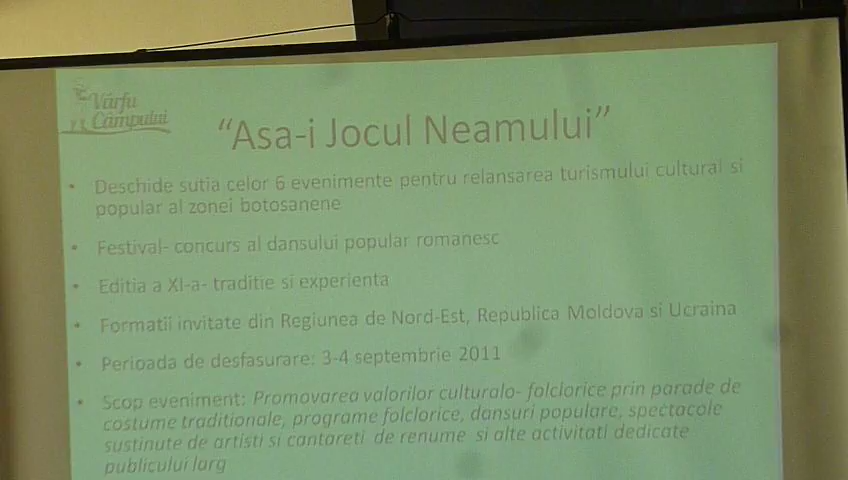 Vârfu
Câmpului
“Asa-i Jocul Neamului”
• Deschide sutia celor 6 evenimente pentru relansarea turismului cultural si
popular al zonei botosanene
• Festival- concurs al dansului popular romanesc
• Editia a XI-a- traditie si experienta
• Formatii invitate din Regiunea de Nord-Est, Republica Moldova si Ucraina
• Perioada de desfasurare: 3-4 septembrie 2011
• Scop eveniment: Promovarea valorilor culturalo- folclorice prin parade de
costume traditionale, programe folclorice, dansuri populare, spectacole
sustinute de artisti si cantareti de renume si alte activitati dedicate
publicului larg